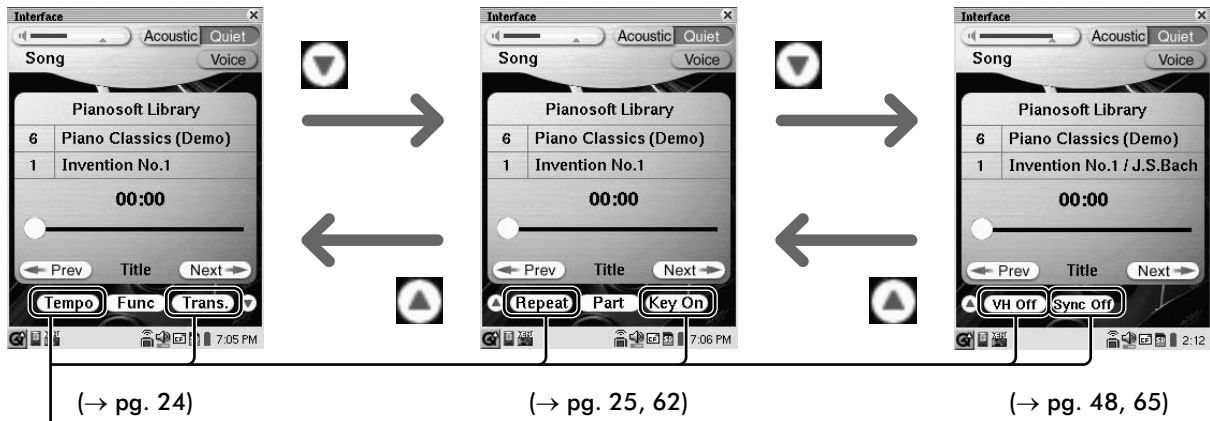 Interface
Acoustic Quiet
Song Voice
Pianosoft Library
6 Piano Classics (Demo)
1 Invention No.1
00:00
Prev Title Next
Tempo Func Trans.
7:05 PM
(→ pg. 24)
Interface
Acoustic Quiet
Song Voice
Pianosoft Library
6 Piano Classics (Demo)
1 Invention No.1
00:00
Prev Title Next
Repeat Part Key On
7:06 PM
(→ pg. 25, 62)
Interface
Acoustic Quiet
Song Voice
Pianosoft Library
6 Piano Classics (Demo)
1 Invention No.1 / J.S.Bach
00:00
Prev Title Next
VH Off Sync Off
2:12
(→ pg. 48, 65)